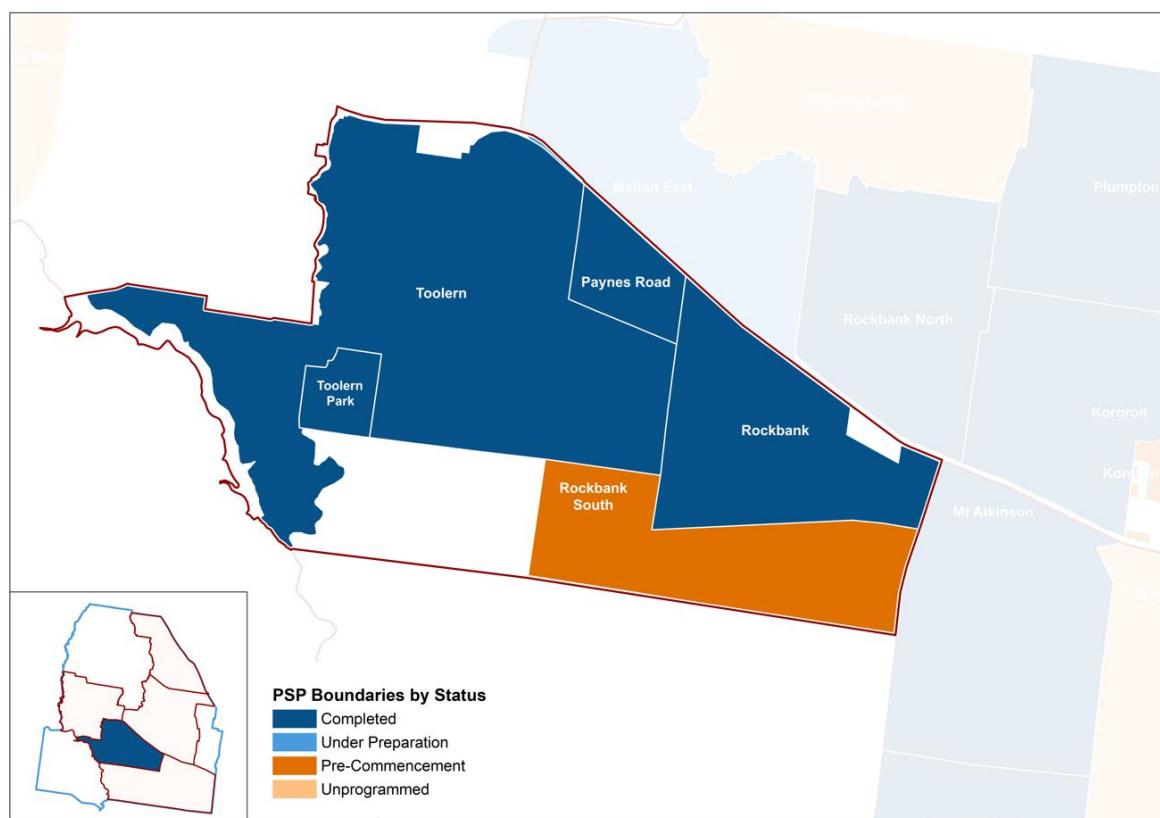 Melton East
Plumpton
Paynes Road
Toolern
Rockbank North
Toolern
Park
Kororoit
Rockbank
Rockbank
South
Mt Atkinson
PSP Boundaries by Status
Completed
Under Preparation
Pre-Commencement
Unprogrammed